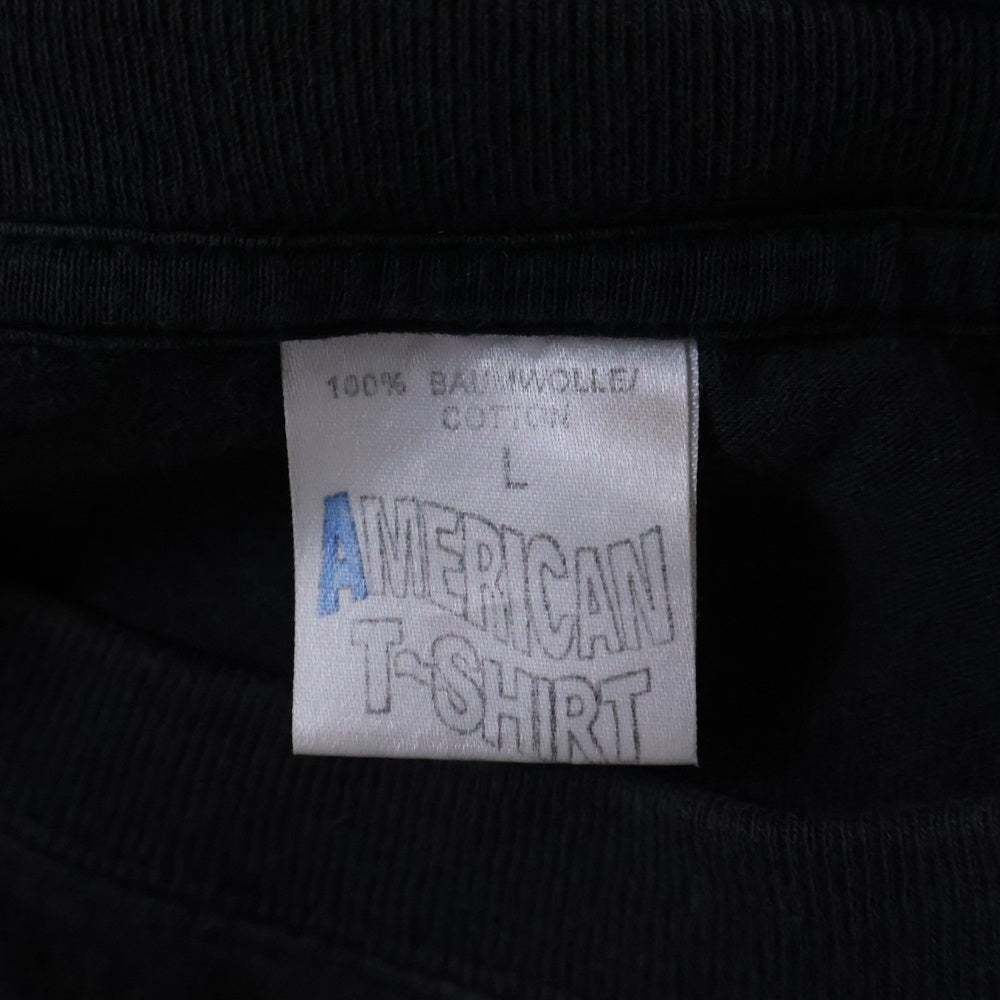 100% BAUMWOLLE/
COTTON
L
AMERICAN
T-SHIRT